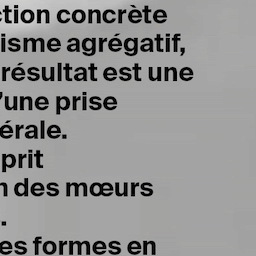 ction concrète
isme agrégatif,
résultat est une
'une prise
érale.
prit
n des mœurs
.
es formes en